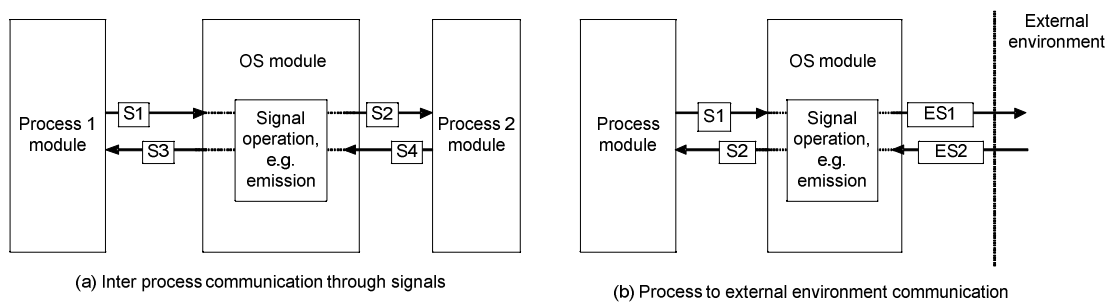 Process 1
module
S1
S3
OS module
Signal
operation,
e.g.
emission
S2
S4
Process 2
module
(a) Inter process communication through signals
Process
module
S1
S2
OS module
Signal
operation,
e.g.
emission
ES1
ES2
External
environment
(b) Process to external environment communication